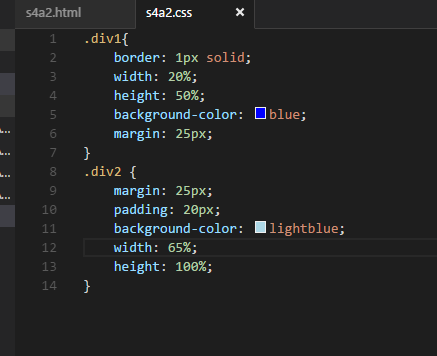 s4a2.html s4a2.css ×
1 .div1{
2 border: 1px solid;
3 width: 20%;
4 height: 50%;
5 background-color: blue;
6 margin: 25px;
7 }
8 .div2 {
9 margin: 25px;
10 padding: 20px;
11 background-color: lightblue;
12 width: 65%;
13 height: 100%;
14 }